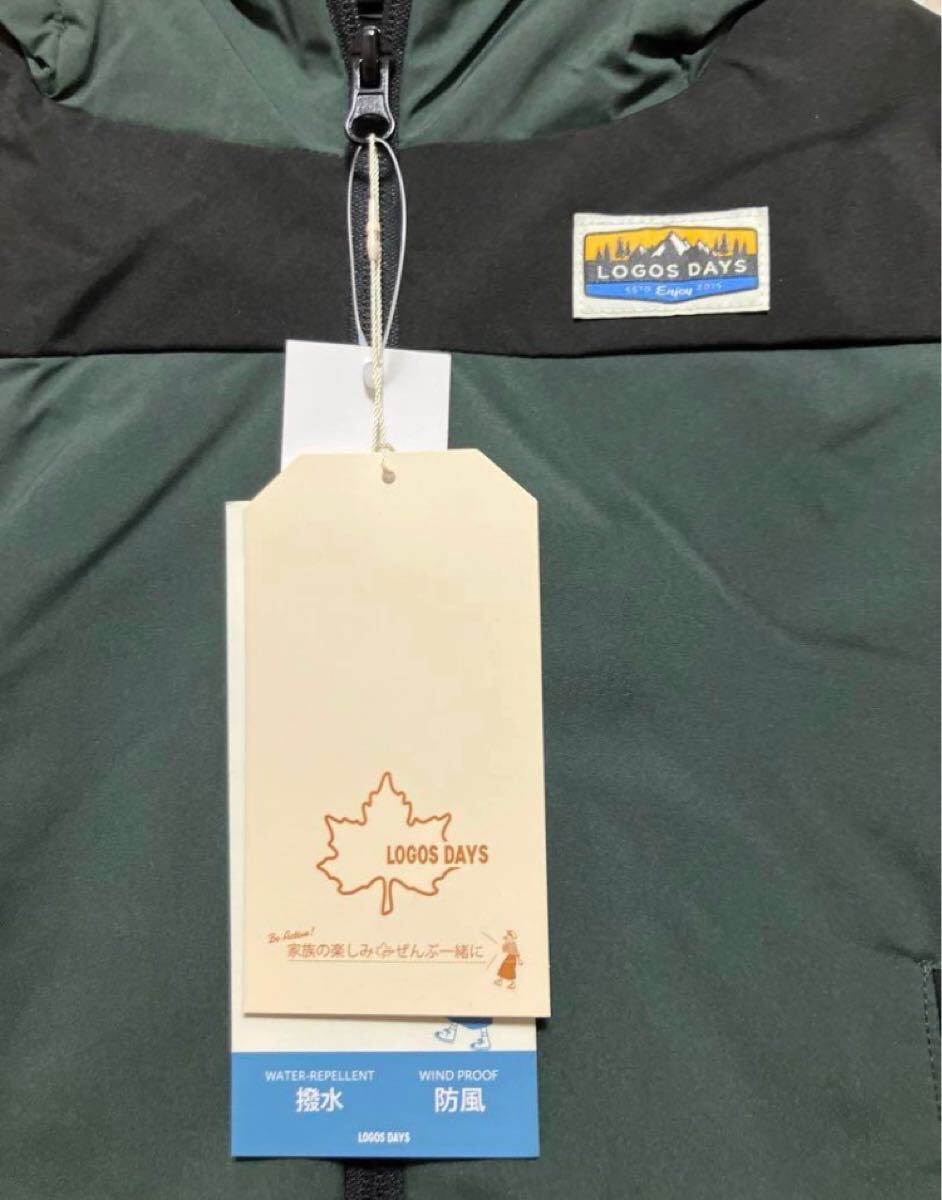 LOGOS DAYS
ESTD Enjoy 2015
LOGOS DAYS
Be Active!
家族の楽しみぜんぶ一緒に
WATER-REPELLENT WIND PROOF
撥水 防風
LOGOS DAYS